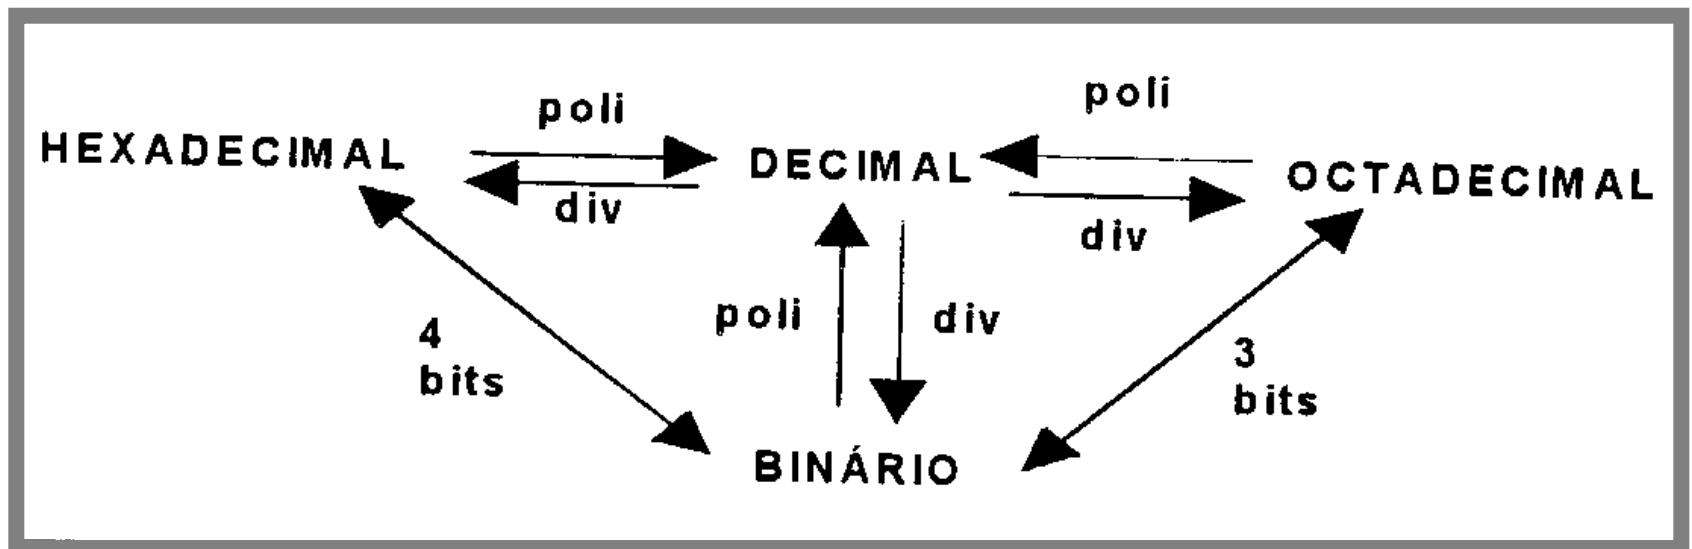 poli
poli
HEXADECIMAL
DECIMAL
OCTADECIMAL
div
div
poli
div
4
bits
3
bits
BINÁRIO